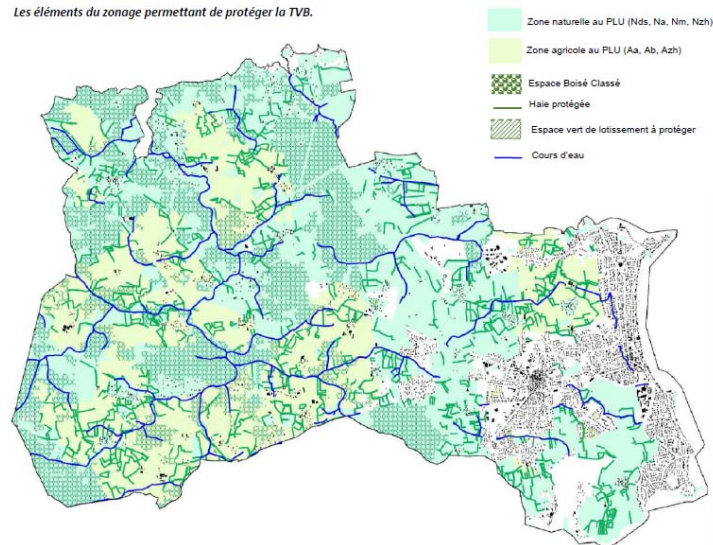 Les éléments du zonage permettant de protéger la TVB.
Zone naturelle au PLU (Nds, Na, Nm, Nzh)
Zone agricole au PLU (Aa, Ab, Azh)
Espace Boisé Classé
Haie protégée
Espace vert de lotissement à protéger
Cours d'eau